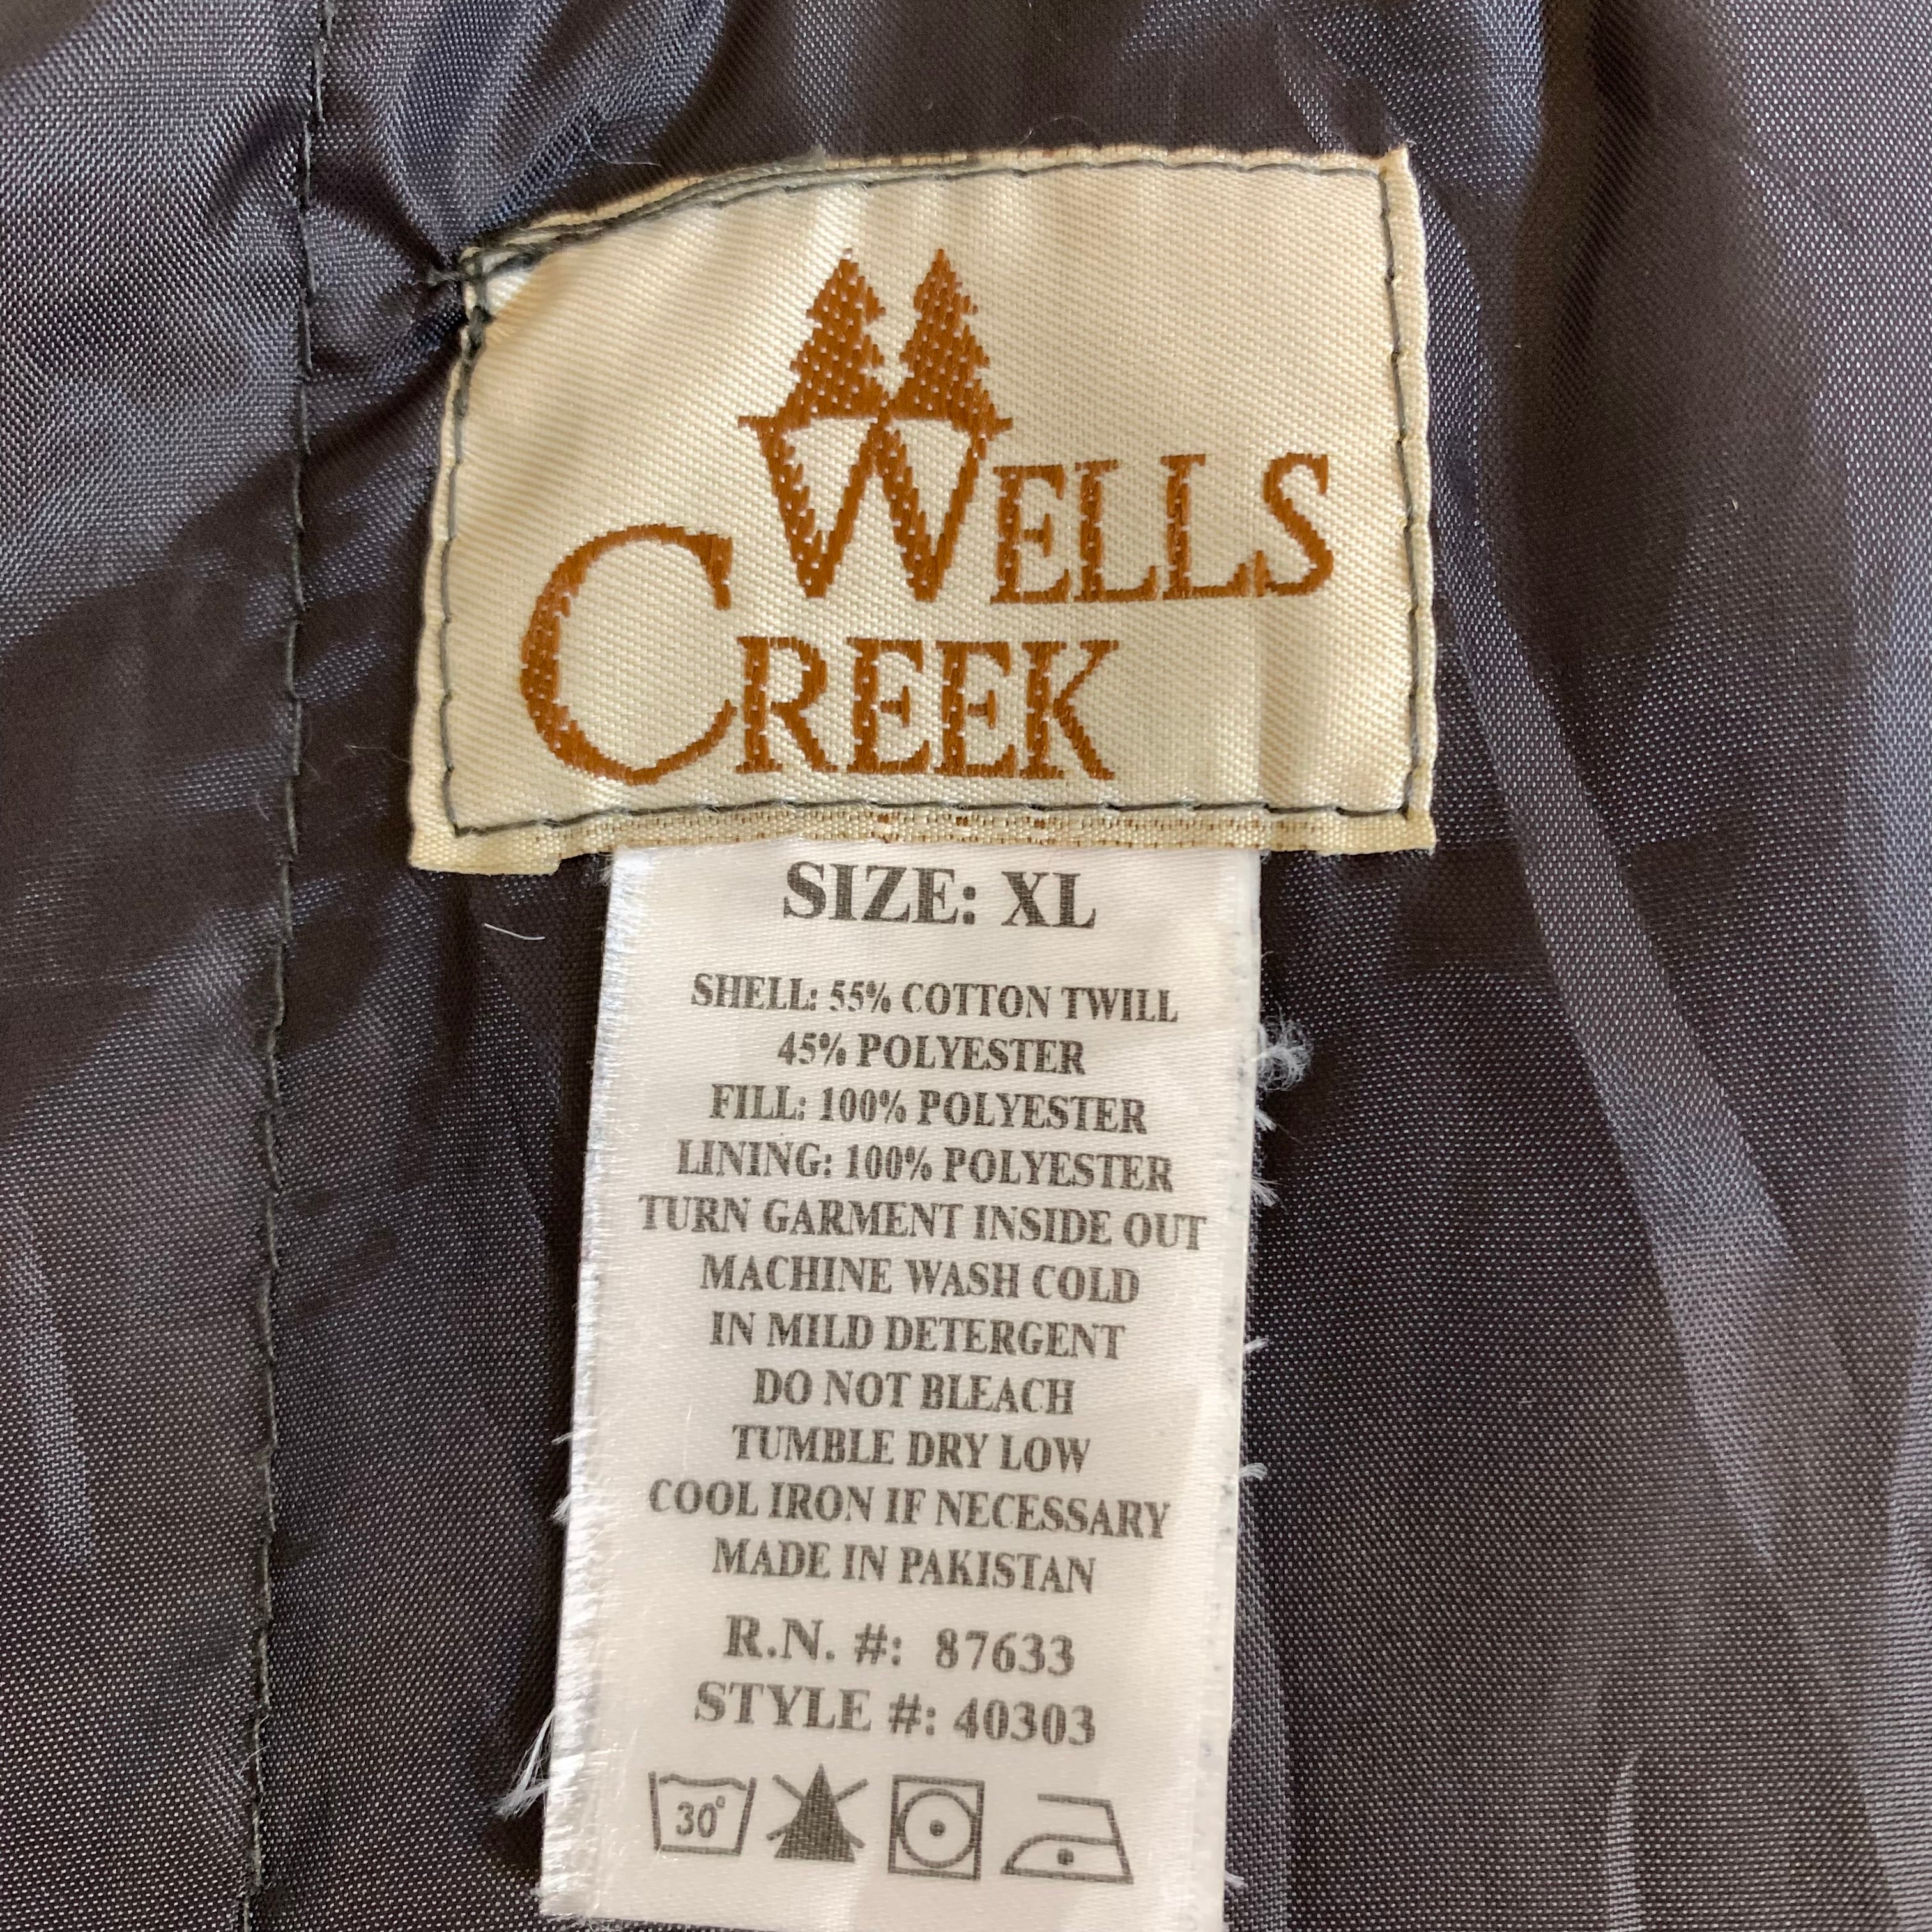 WELLS
CREEK
SIZE: XL
SHELL: 55% COTTON TWILL
45% POLYESTER
FILL: 100% POLYESTER
LINING: 100% POLYESTER
TURN GARMENT INSIDE OUT
MACHINE WASH COLD
IN MILD DETERGENT
DO NOT BLEACH
TUMBLE DRY LOW
COOL IRON IF NECESSARY
MADE IN PAKISTAN
R.N. #: 87633
STYLE #: 40303
30°